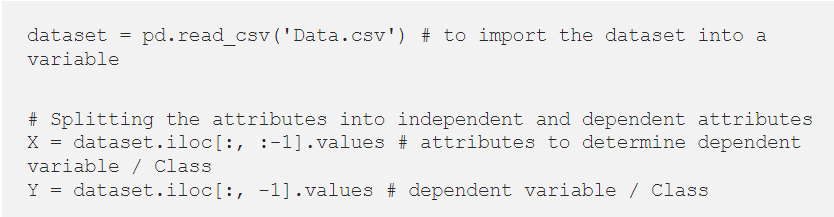 dataset = pd.read_csv('Data.csv') # to import the dataset into a
variable
# Splitting the attributes into independent and dependent attributes
X = dataset.iloc[:, :-1].values # attributes to determine dependent
variable / Class
Y = dataset.iloc[:, -1].values # dependent variable / Class